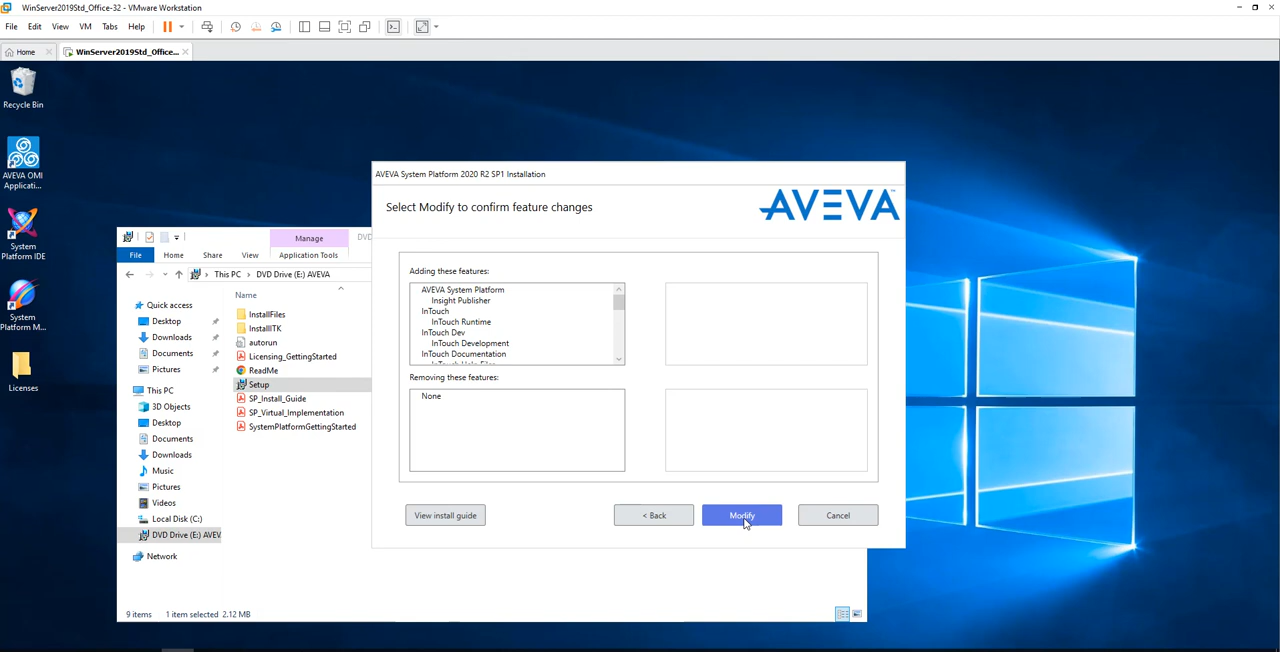 WinServer2019Std_Office-32 - VMware Workstation
File Edit View VM Tabs Help
Home
WinServer2019Std_Office...
Recycle Bin
AVEVA OMI
Applicati...
System
Platform IDE
System
Platform M...
Licenses
Manage
DVD
File Home Share View Application Tools
This PC > DVD Drive (E:) AVEVA
Quick access
Desktop
Downloads
Documents
Pictures
This PC
3D Objects
Desktop
Documents
Downloads
Music
Pictures
Videos
Local Disk (C:)
DVD Drive (E:) AVEV
Network
Name
InstallFiles
InstallITK
autorun
Licensing_GettingStarted
ReadMe
Setup
SP_Install_Guide
SP_Virtual_Implementation
SystemPlatformGettingStarted
9 items 1 item selected 2.12 MB
AVEVA System Platform 2020 R2 SP1 Installation
Select Modify to confirm feature changes
AVEVA
Adding these features:
AVEVA System Platform
Insight Publisher
InTouch
InTouch Runtime
InTouch Dev
InTouch Development
InTouch Documentation
InTouch Help Files
Removing these features:
None
View install guide
< Back
Modify
Cancel